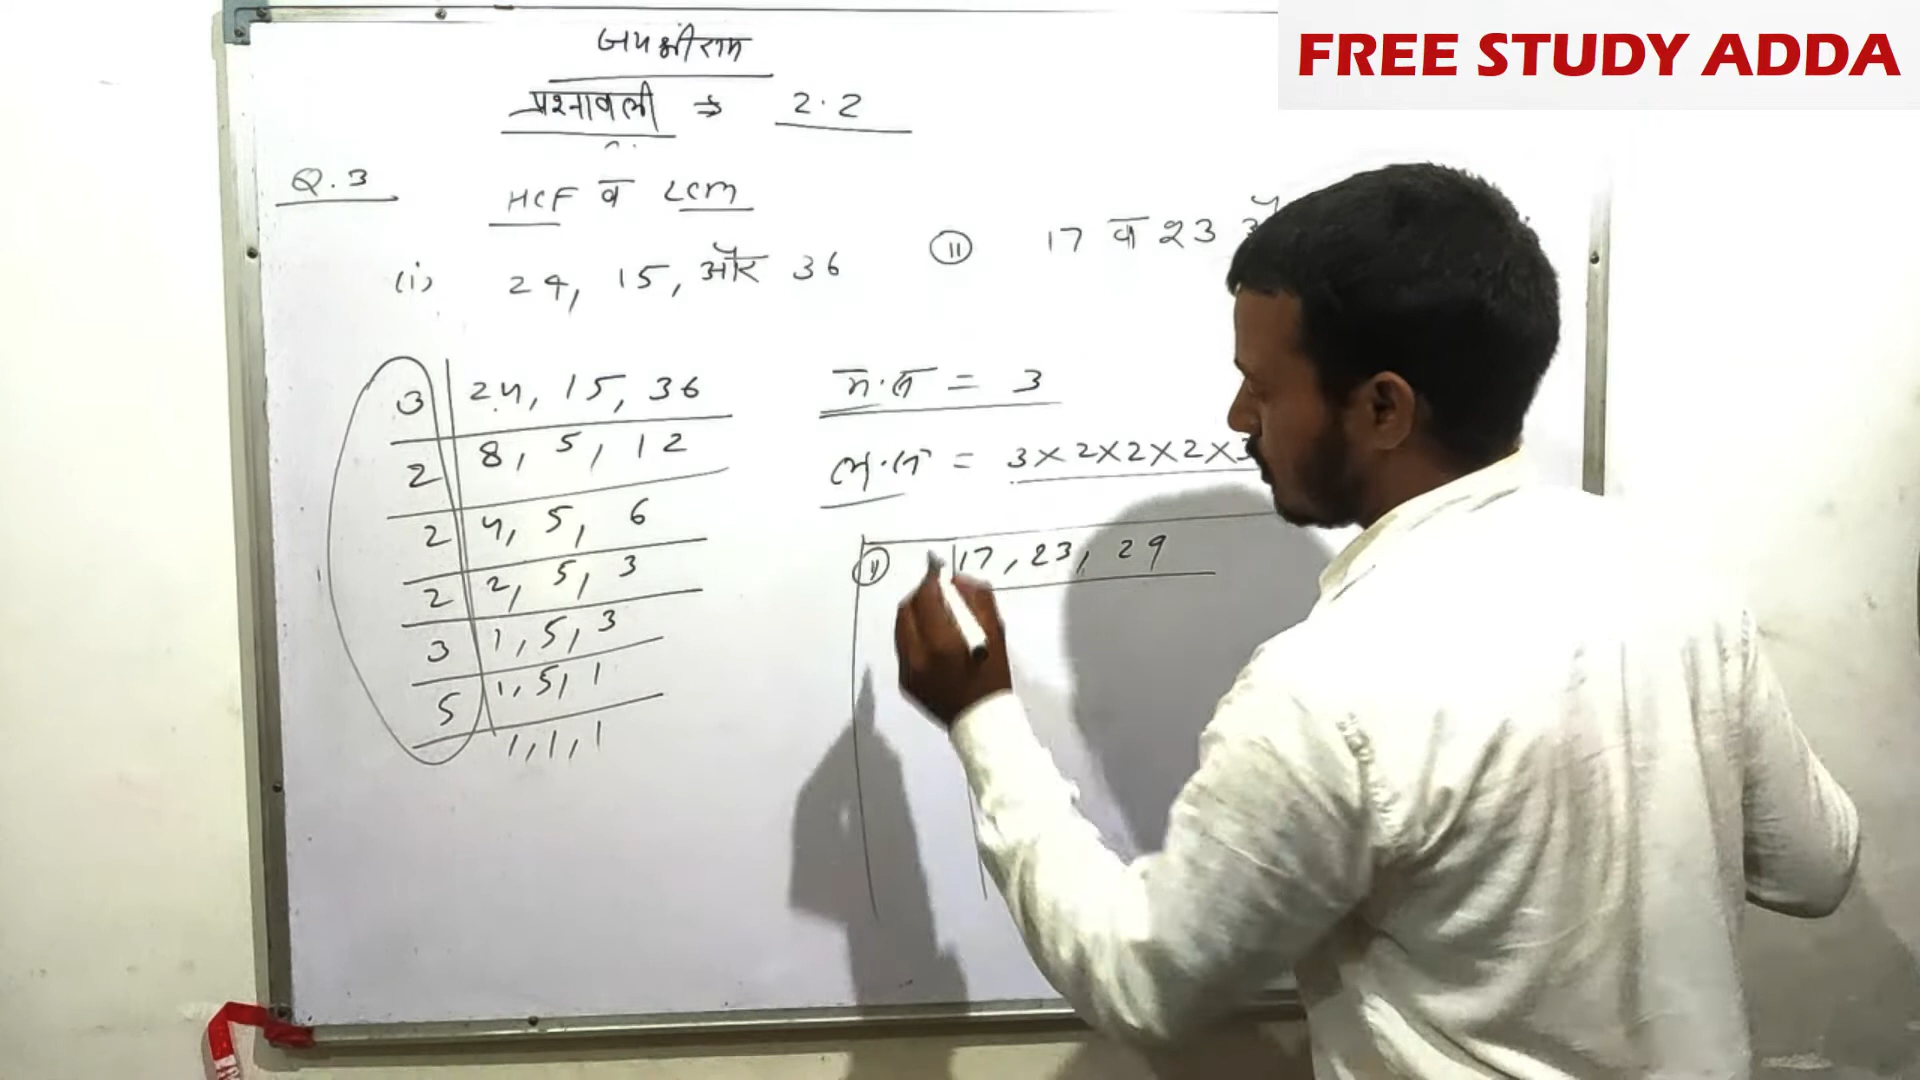 FREE STUDY ADDA
जय श्री राम
प्रश्नावली ⇒ 2.2
Q.3 HCF व LCM
(i) 24, 15, और 36
(ii) 17 व 23
3 | 24, 15, 36
2 | 8, 5, 12
2 | 4, 5, 6
2 | 2, 5, 3
3 | 1, 5, 3
5 | 1, 5, 1
1, 1, 1
म.स = 3
ल.स = 3×2×2×2×3
(ii) 17, 23, 29